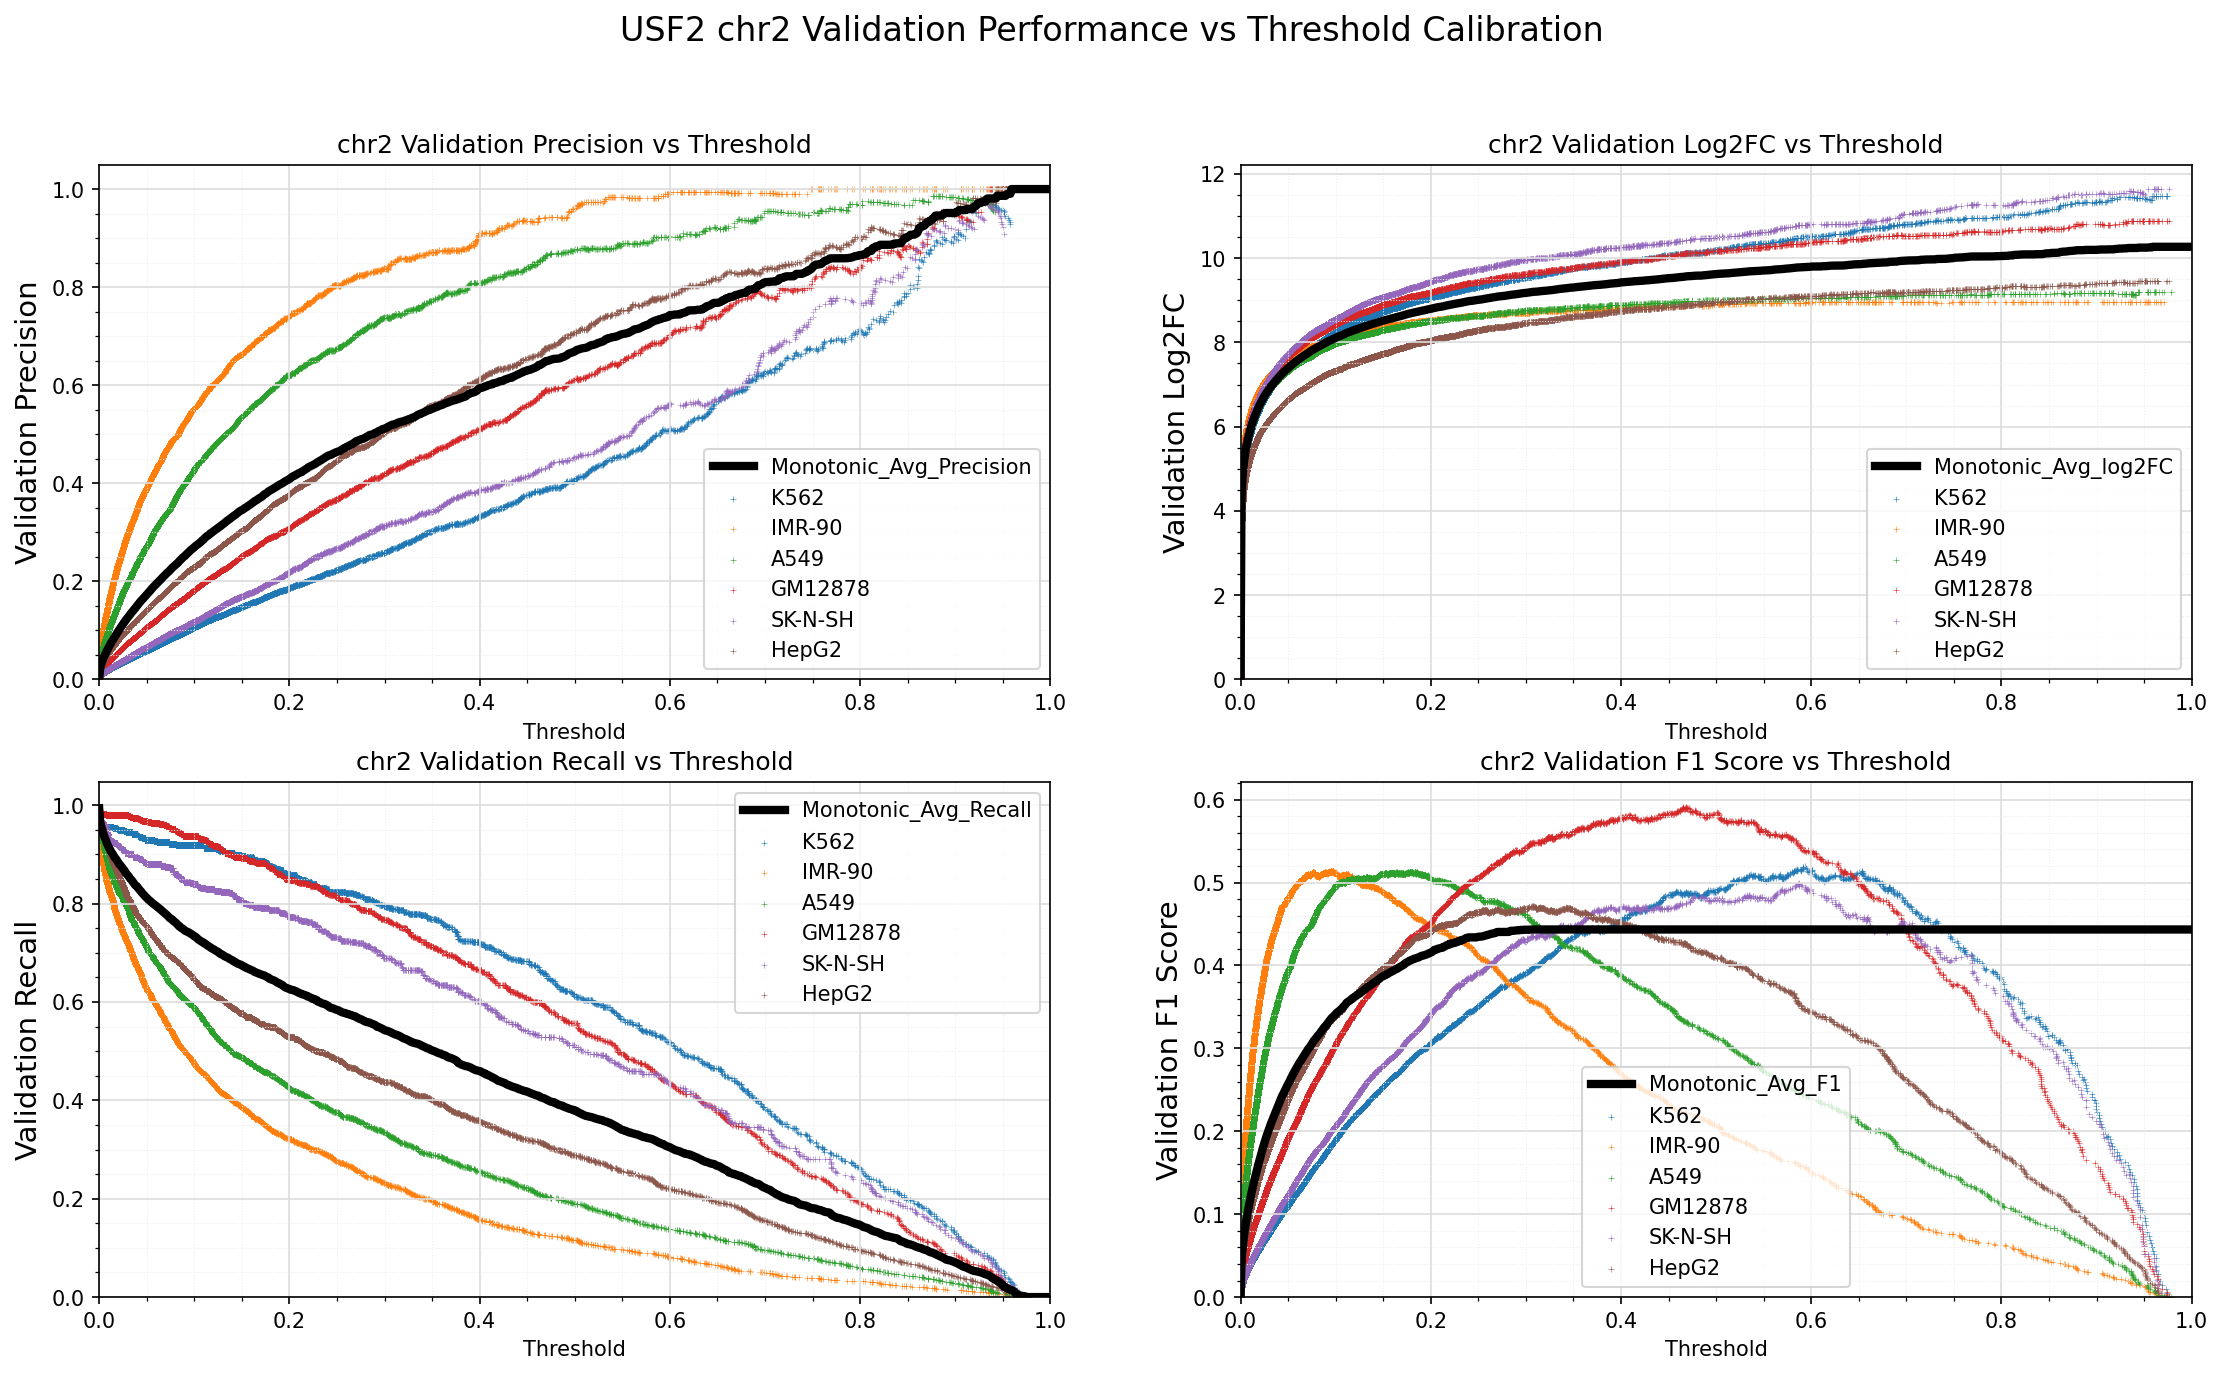 USF2 chr2 Validation Performance vs Threshold Calibration
chr2 Validation Precision vs Threshold
Validation Precision
1.0
0.8
0.6
0.4
0.2
0.0
0.0 0.2 0.4 0.6 0.8 1.0
Threshold
Monotonic_Avg_Precision
K562
IMR-90
A549
GM12878
SK-N-SH
HepG2
chr2 Validation Log2FC vs Threshold
Validation Log2FC
12
10
8
6
4
2
0
0.0 0.2 0.4 0.6 0.8 1.0
Threshold
Monotonic_Avg_log2FC
K562
IMR-90
A549
GM12878
SK-N-SH
HepG2
chr2 Validation Recall vs Threshold
Validation Recall
1.0
0.8
0.6
0.4
0.2
0.0
0.0 0.2 0.4 0.6 0.8 1.0
Threshold
Monotonic_Avg_Recall
K562
IMR-90
A549
GM12878
SK-N-SH
HepG2
chr2 Validation F1 Score vs Threshold
Validation F1 Score
0.6
0.5
0.4
0.3
0.2
0.1
0.0
0.0 0.2 0.4 0.6 0.8 1.0
Threshold
Monotonic_Avg_F1
K562
IMR-90
A549
GM12878
SK-N-SH
HepG2